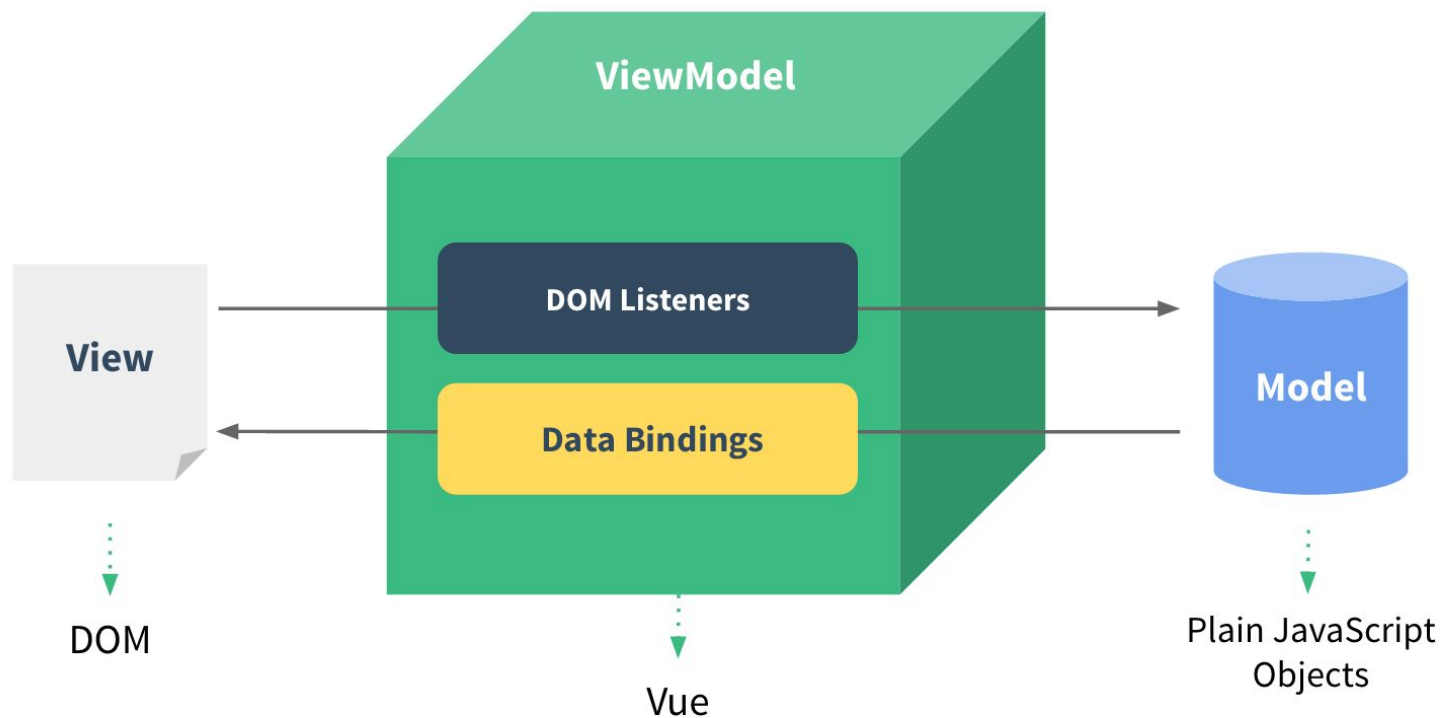 ViewModel
DOM Listeners
View
Model
Data Bindings
DOM
Plain JavaScript
Objects
Vue